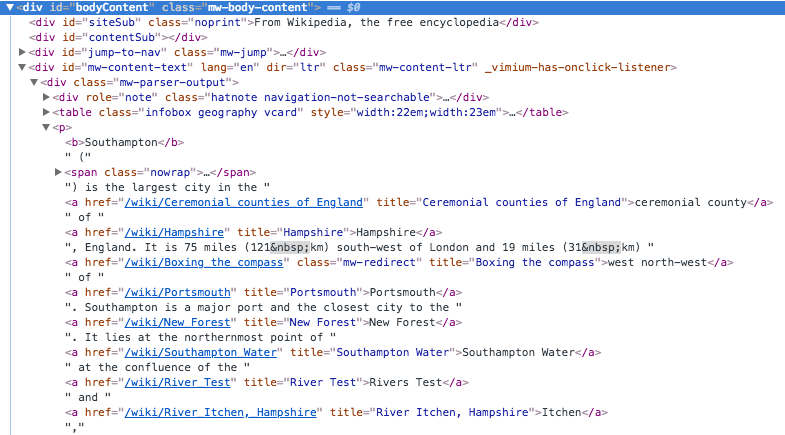 ▼<div id="bodyContent" class="mw-body-content"> == $0
<div id="siteSub" class="noprint">From Wikipedia, the free encyclopedia</div>
<div id="contentSub"></div>
▶<div id="jump-to-nav" class="mw-jump">…</div>
▼<div id="mw-content-text" lang="en" dir="ltr" class="mw-content-ltr" _vimium-has-onclick-listener>
▼<div class="mw-parser-output">
▶<div role="note" class="hatnote navigation-not-searchable">…</div>
▶<table class="infobox geography vcard" style="width:22em;width:23em">…</table>
▼<p>
<b>Southampton</b>
" ("
▶<span class="nowrap">…</span>
") is the largest city in the "
<a href="/wiki/Ceremonial_counties_of_England" title="Ceremonial counties of England">ceremonial county</a>
" of "
<a href="/wiki/Hampshire" title="Hampshire">Hampshire</a>
", England. It is 75 miles (121&nbsp;km) south-west of London and 19 miles (31&nbsp;km) "
<a href="/wiki/Boxing_the_compass" class="mw-redirect" title="Boxing the compass">west north-west</a>
" of "
<a href="/wiki/Portsmouth" title="Portsmouth">Portsmouth</a>
". Southampton is a major port and the closest city to the "
<a href="/wiki/New_Forest" title="New Forest">New Forest</a>
". It lies at the northernmost point of "
<a href="/wiki/Southampton_Water" title="Southampton Water">Southampton Water</a>
" at the confluence of the "
<a href="/wiki/River_Test" title="River Test">Rivers Test</a>
" and "
<a href="/wiki/River_Itchen,_Hampshire" title="River Itchen, Hampshire">Itchen</a>
","